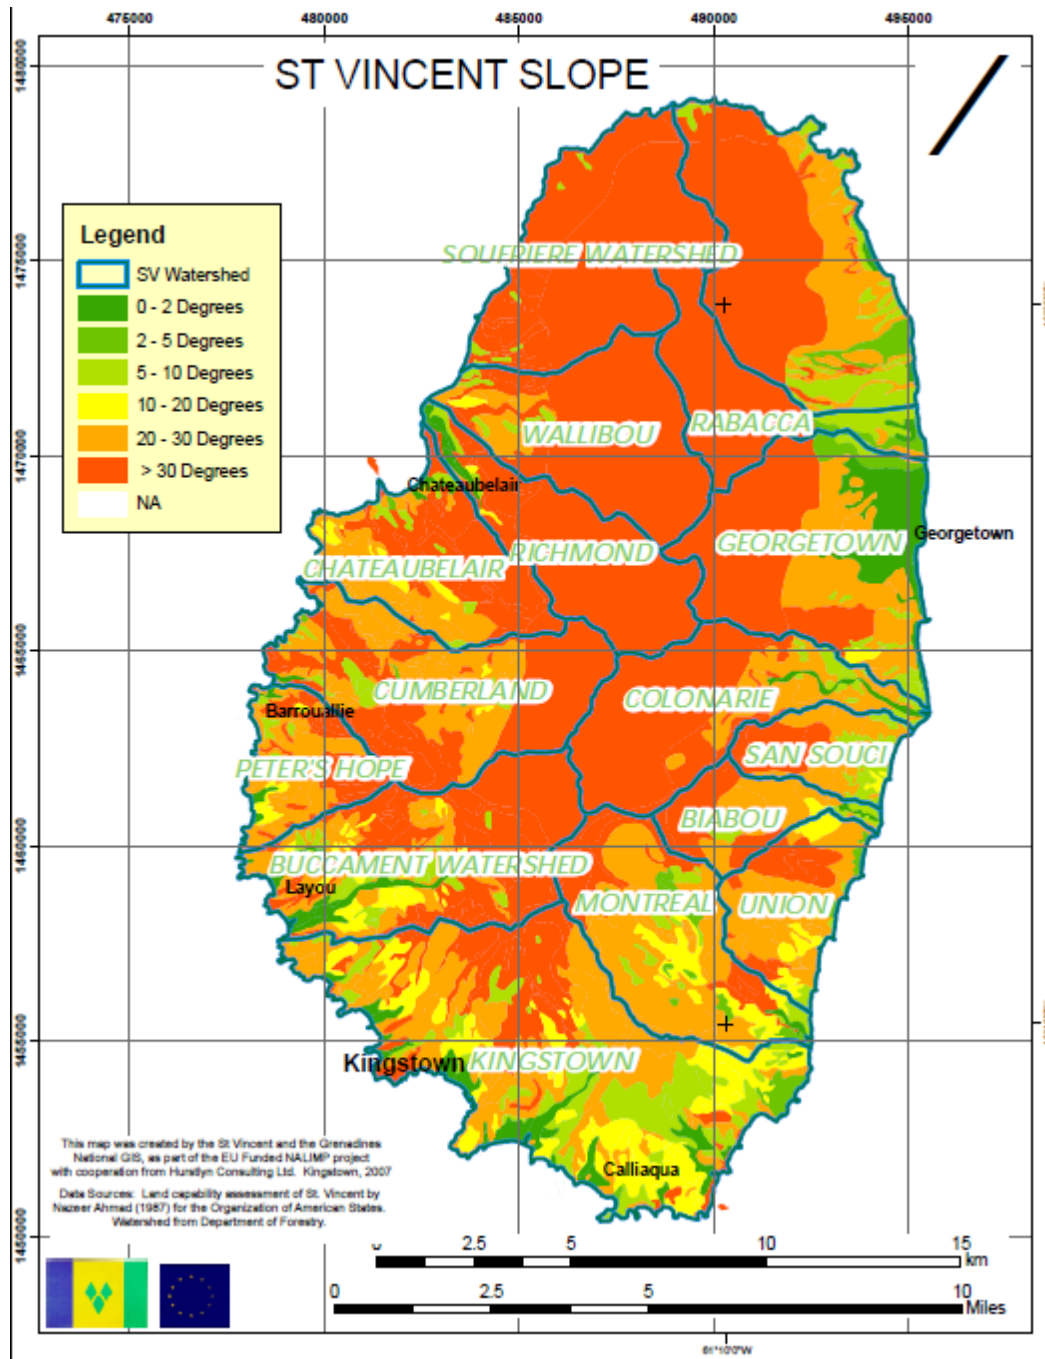 475000
480000
485000
490000
495000
1480000
ST VINCENT SLOPE
Legend
SV Watershed
0 - 2 Degrees
2 - 5 Degrees
5 - 10 Degrees
10 - 20 Degrees
20 - 30 Degrees
> 30 Degrees
NA
1475000
SOUFRIERE WATERSHED
WALLIBOU
RABACCA
1470000
Chateaubelair
Georgetown
RICHMOND
GEORGETOWN
CHATEAUBELAIR
1465000
CUMBERLAND
COLONARIE
Barrouallie
SAN SOUCI
PETER'S HOPE
BIABOU
1460000
BUCCAMENT WATERSHED
Layou
MONTREAL
UNION
1455000
Kingstown
KINGSTOWN
Calliaqua
This map was created by the St Vincent and the Grenadines
National GIS, as part of the EU Funded NALIMP project
with cooperation from Hurstlyn Consulting Ltd. Kingstown, 2007
Data Sources: Land capability assessment of St. Vincent by
Nazeer Ahmad (1987) for the Organization of American States.
Watershed from Department of Forestry.
1450000
0 2.5 5 10 15
km
0 2.5 5 10
Miles
61°10'0"W